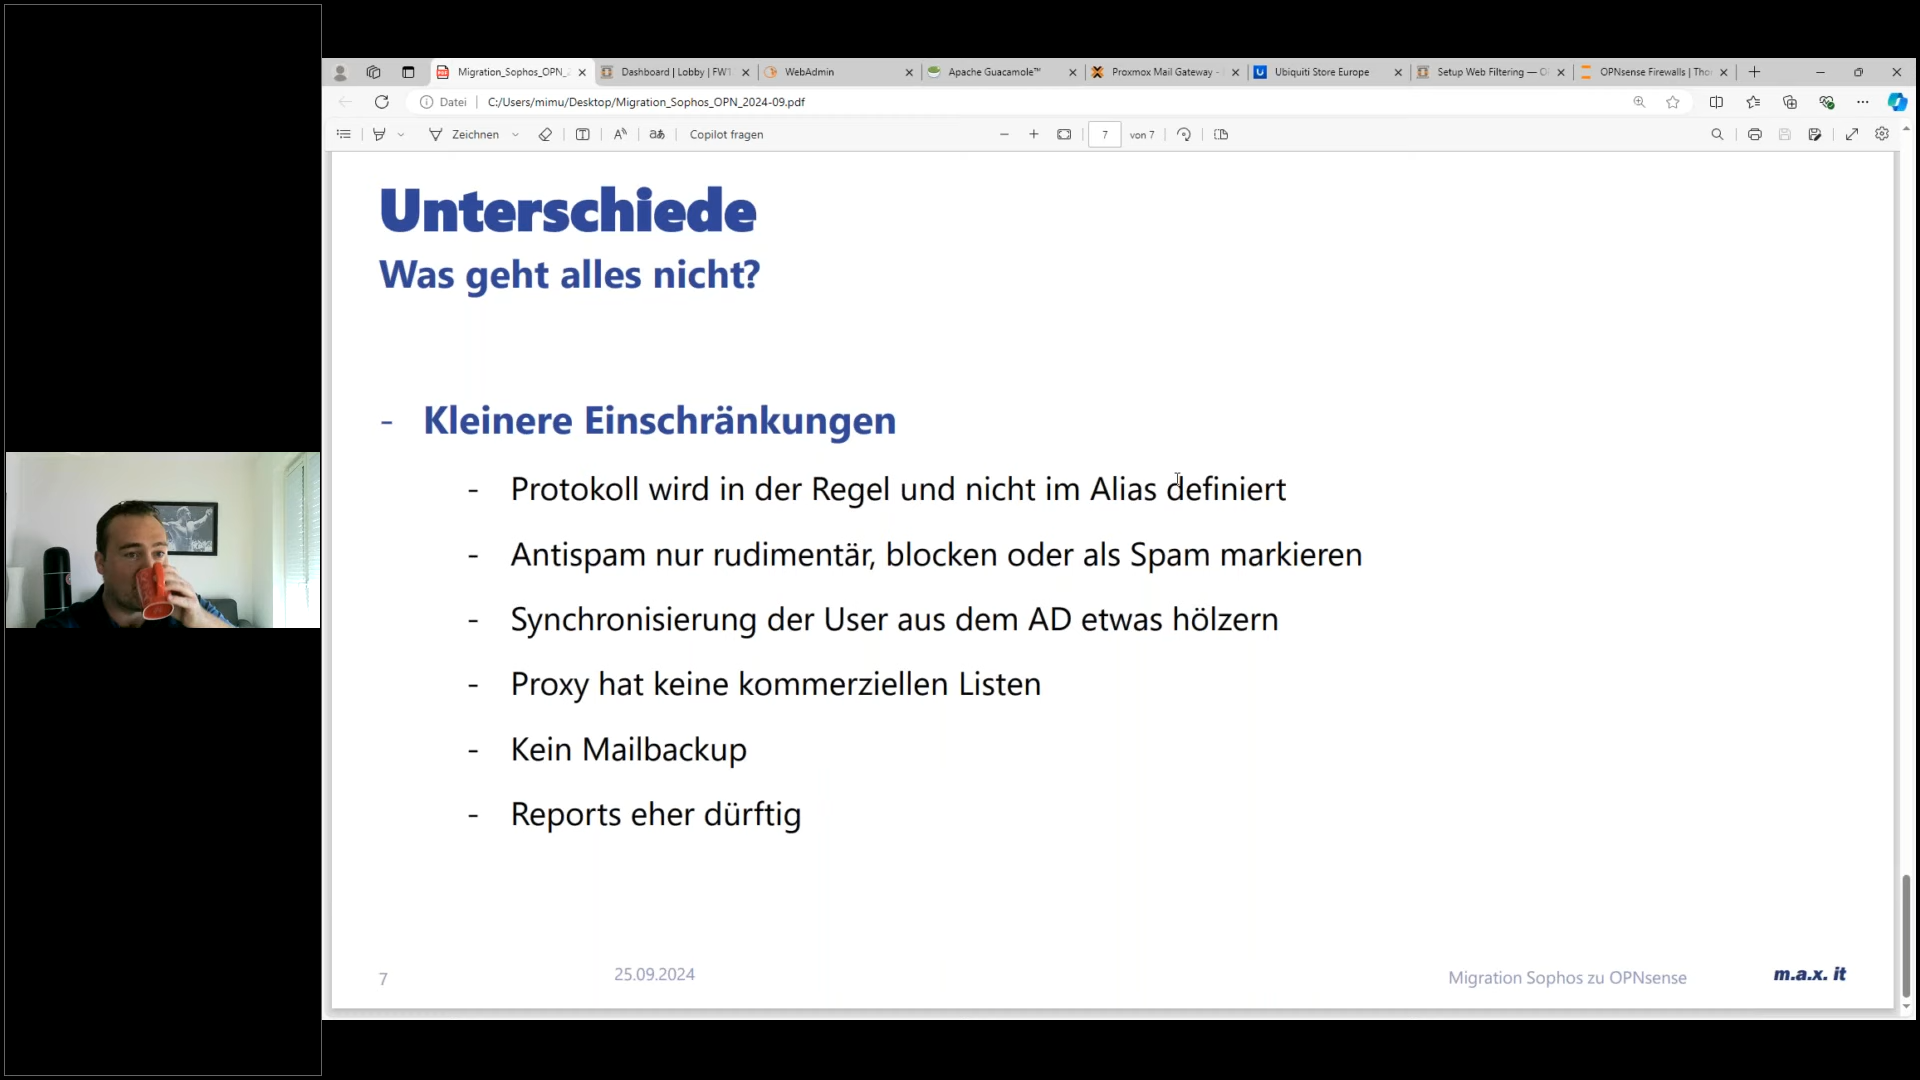 Migration_Sophos_OPN_2
Dashboard | Lobby | FW1
WebAdmin
Apache Guacamole™
Proxmox Mail Gateway -
Ubiquiti Store Europe
Setup Web Filtering — O
OPNsense Firewalls | Tho
Datei
C:/Users/mimu/Desktop/Migration_Sophos_OPN_2024-09.pdf
Zeichnen
Copilot fragen
7 von 7
Unterschiede
Was geht alles nicht?
- Kleinere Einschränkungen
- Protokoll wird in der Regel und nicht im Alias definiert
- Antispam nur rudimentär, blocken oder als Spam markieren
- Synchronisierung der User aus dem AD etwas hölzern
- Proxy hat keine kommerziellen Listen
- Kein Mailbackup
- Reports eher dürftig
7
25.09.2024
Migration Sophos zu OPNsense
m.a.x. it